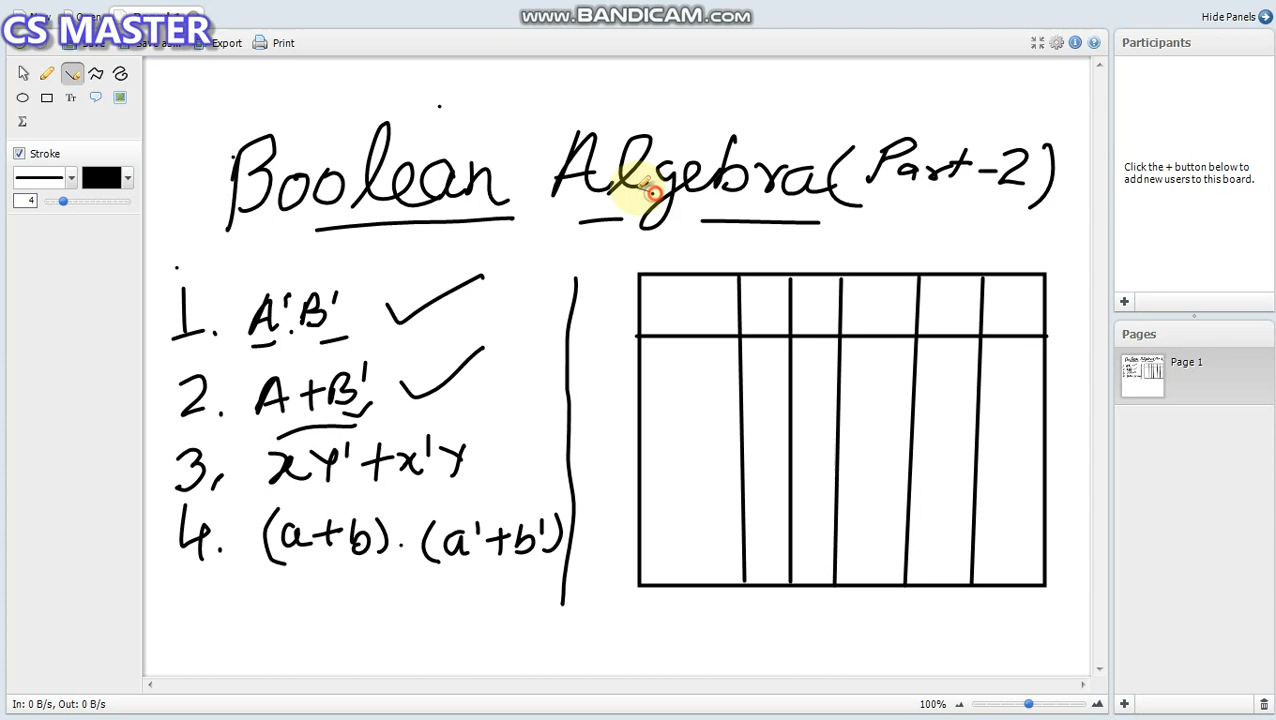 www.BANDICAM.com
Hide Panels
CS MASTER
Export
Print
Participants
Click the + button below to
add new users to this board.
Stroke
4
Boolean Algebra (Part-2)
1. A'.B'
2. A+B'
3, xY'+x'Y
4. (a+b).(a'+b')
Pages
Page 1
In: 0 B/s, Out: 0 B/s
100%